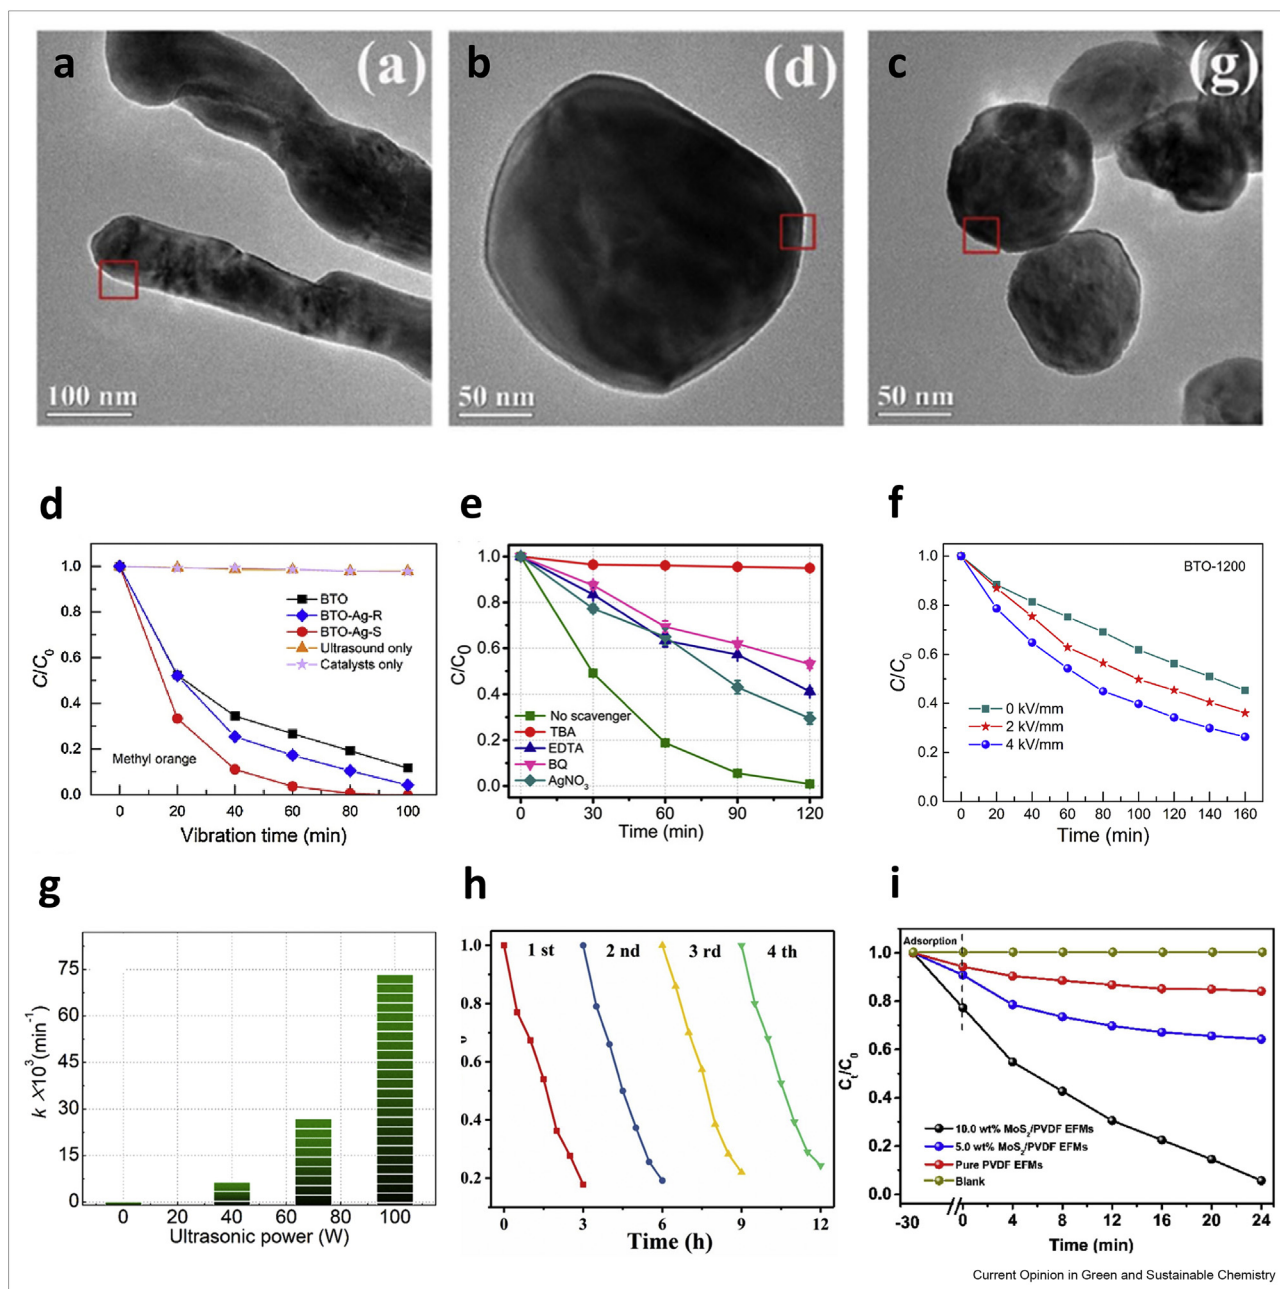 a
(a)
b
(d)
c
(g)
100 nm
50 nm
50 nm
d
C/C0
1.0
0.8
0.6
0.4
0.2
0.0
BTO
BTO-Ag-R
BTO-Ag-S
Ultrasound only
Catalysts only
Methyl orange
0 20 40 60 80 100
Vibration time (min)
e
C/C0
1.0
0.8
0.6
0.4
0.2
0.0
No scavenger
TBA
EDTA
BQ
AgNO3
0 30 60 90 120
Time (min)
f
C/C0
1.0
0.8
0.6
0.4
0.2
0.0
BTO-1200
0 kV/mm
2 kV/mm
4 kV/mm
0 20 40 60 80 100 120 140 160
Time (min)
g
k ×10³(min⁻¹)
75
60
45
30
15
0
0 20 40 60 80 100
Ultrasonic power (W)
h
1.0
0.8
0.6
0.4
0.2
1 st 2 nd 3 rd 4 th
0 3 6 9 12
Time (h)
i
Ct/C0
1.0
0.8
0.6
0.4
0.2
0.0
Adsorption
10.0 wt% MoS2/PVDF EFMs
5.0 wt% MoS2/PVDF EFMs
Pure PVDF EFMs
Blank
-30 0 4 8 12 16 20 24
Time (min)
Current Opinion in Green and Sustainable Chemistry